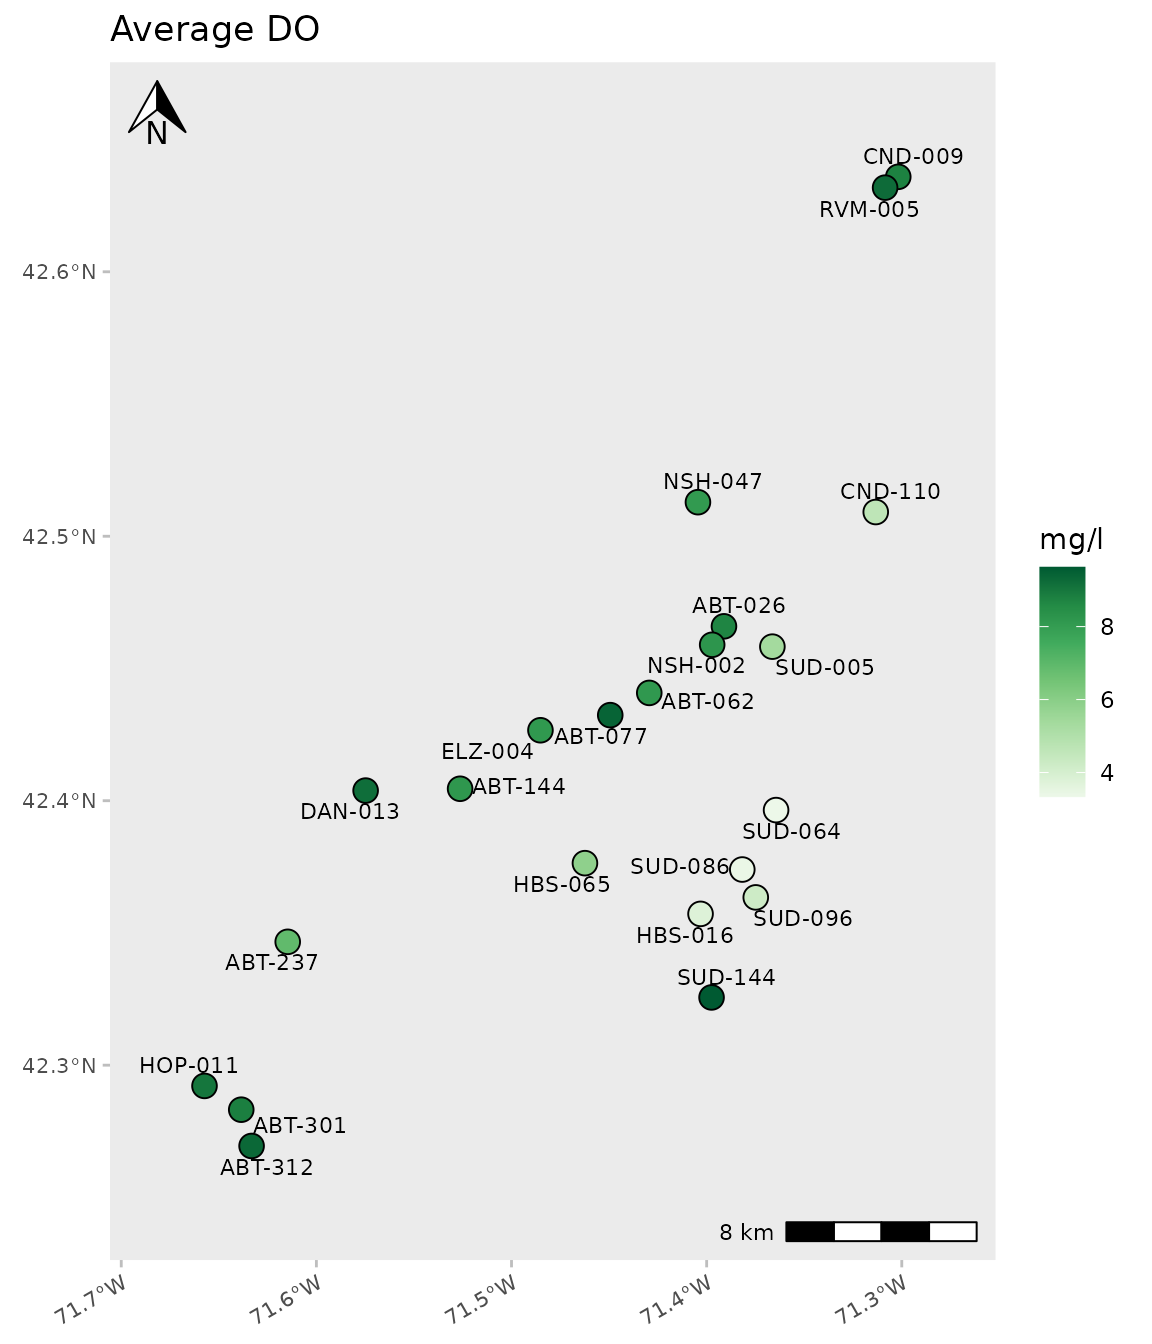 Average DO
N
CND-009
RVM-005
42.6°N
NSH-047
CND-110
42.5°N
mg/l
8
6
4
ABT-026
NSH-002
SUD-005
ABT-062
ABT-077
ELZ-004
ABT-144
42.4°N
DAN-013
SUD-064
SUD-086
HBS-065
SUD-096
HBS-016
ABT-237
SUD-144
42.3°N
HOP-011
ABT-301
ABT-312
8 km
71.7°W
71.6°W
71.5°W
71.4°W
71.3°W